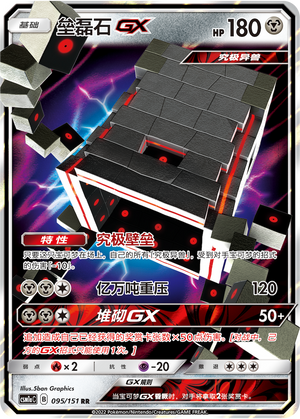 基础
垒磊石GX
HP 180
究极异兽
特性 究极壁垒
只要这只宝可梦在场上，自己的所有「究极异兽」，受到对手宝可梦的招式
的伤害「-10」。
亿万吨重压 120
堆砌GX 50+
追加造成自己已经获得的奖赏卡张数×50点伤害。[对战中，己
方的GX招式只能使用1次。]
弱点 ×2 抗性 -20 撤退
Illus.5ban Graphics
GX规则
当宝可梦GX昏厥时，对手将拿取2张奖赏卡。
B 095/151 RR
©2022 Pokémon/Nintendo/Creatures/GAME FREAK.